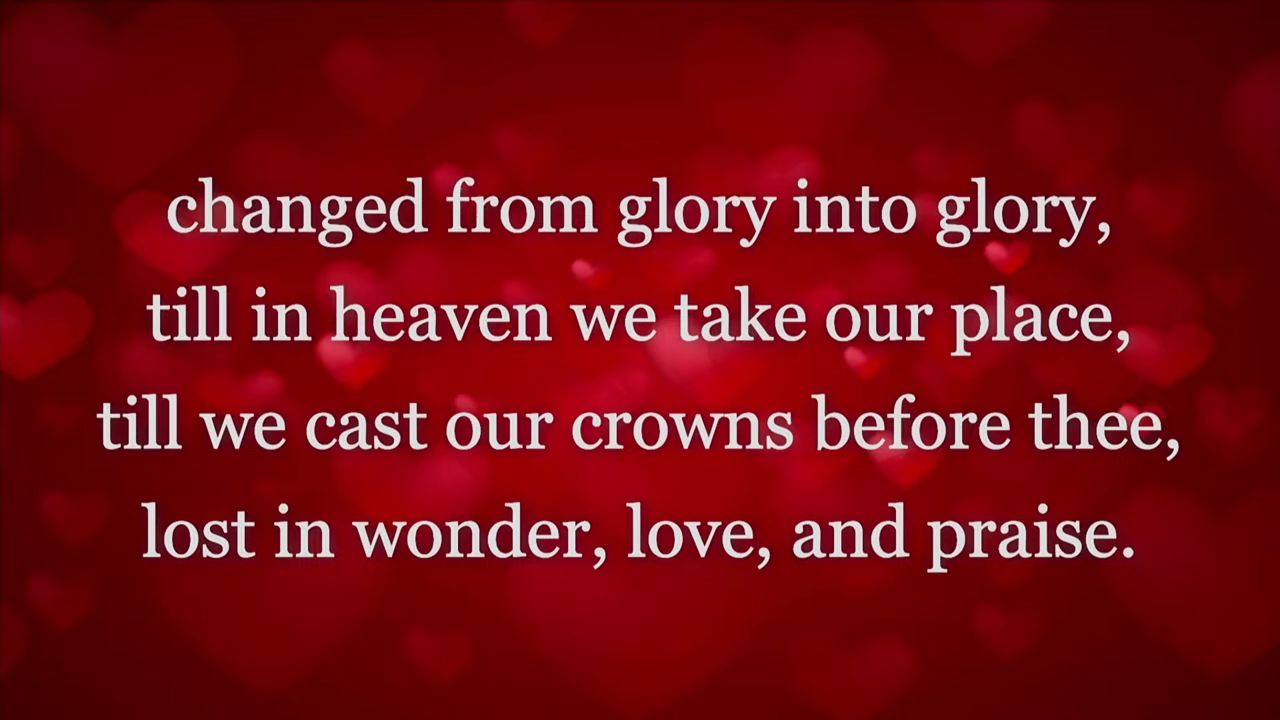 changed from glory into glory,
till in heaven we take our place,
till we cast our crowns before thee,
lost in wonder, love, and praise.